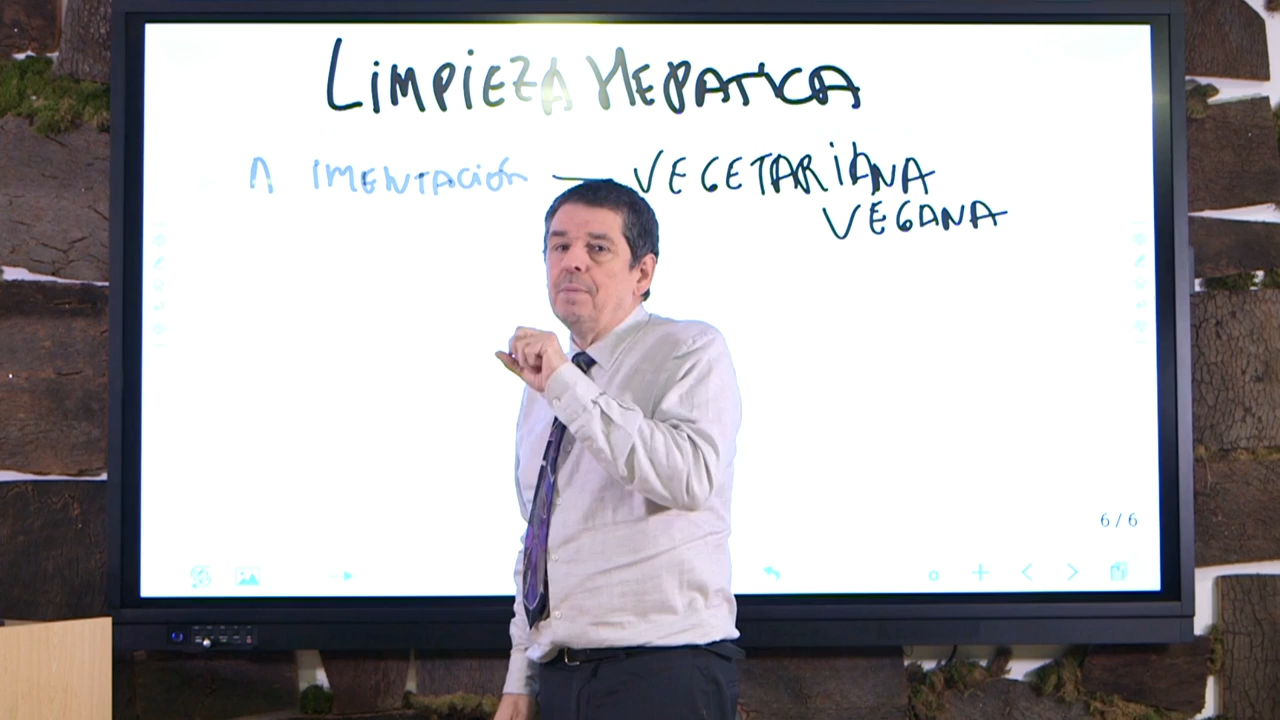 LIMPIEZA HEPATICA
A IMENTACIÓN — VEGETARIANA
VEGANA
6/6